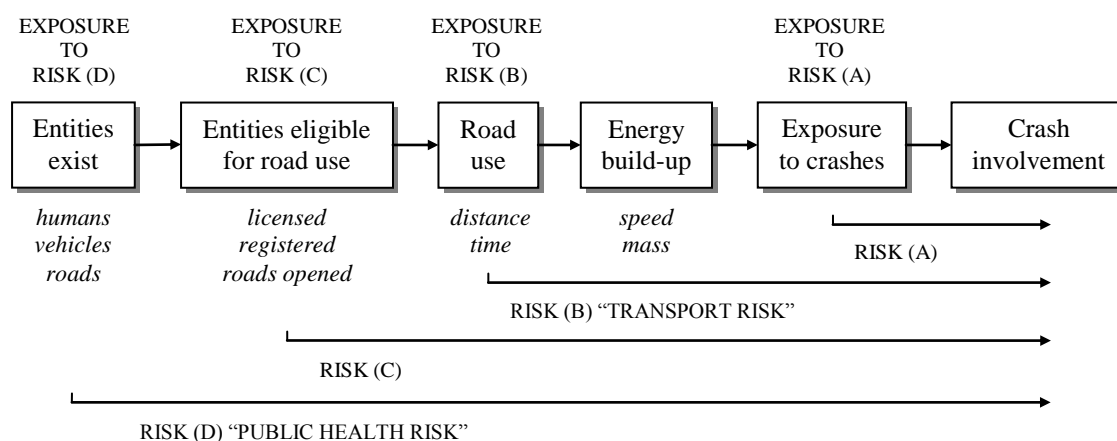 EXPOSURE
TO
RISK (D)
EXPOSURE
TO
RISK (C)
EXPOSURE
TO
RISK (B)
EXPOSURE
TO
RISK (A)
Entities
exist
Entities eligible
for road use
Road
use
Energy
build-up
Exposure
to crashes
Crash
involvement
humans
vehicles
roads
licensed
registered
roads opened
distance
time
speed
mass
RISK (A)
RISK (B) “TRANSPORT RISK”
RISK (C)
RISK (D) “PUBLIC HEALTH RISK”